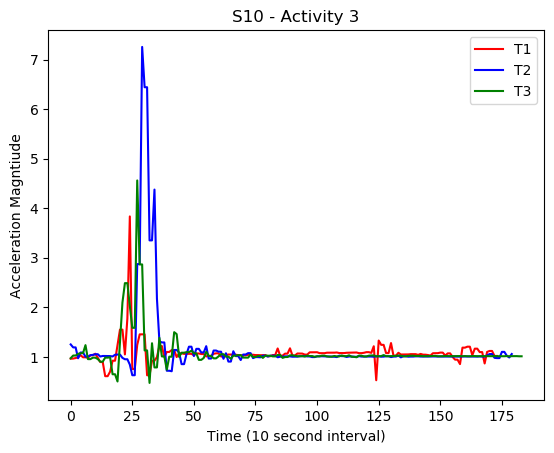 S10 - Activity 3
T1
T2
T3
7
6
5
4
3
2
1
Acceleration Magntiude
0
25
50
75
100
125
150
175
Time (10 second interval)